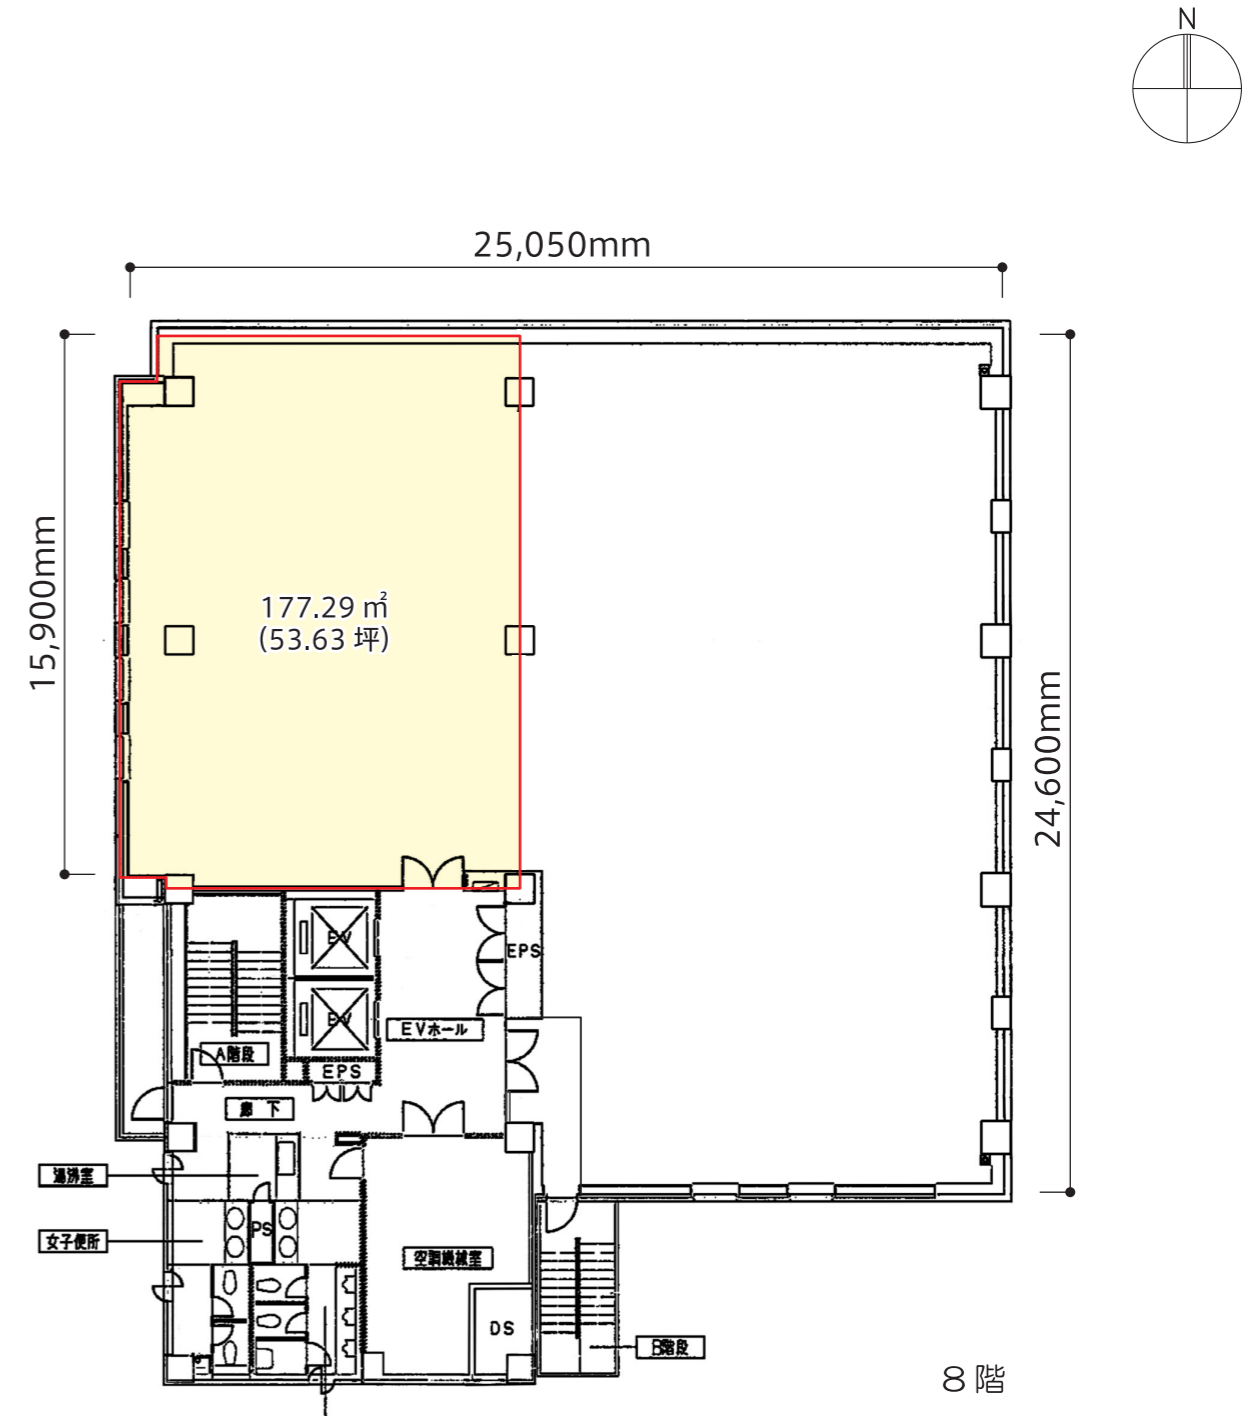 N
25,050mm
15,900mm
177.29 ㎡
(53.63 坪)
24,600mm
EV
EPS
EV
EVホール
A階段
EPS
廊 下
湯沸室
PS
女子便所
空調機械室
DS
B階段
8 階